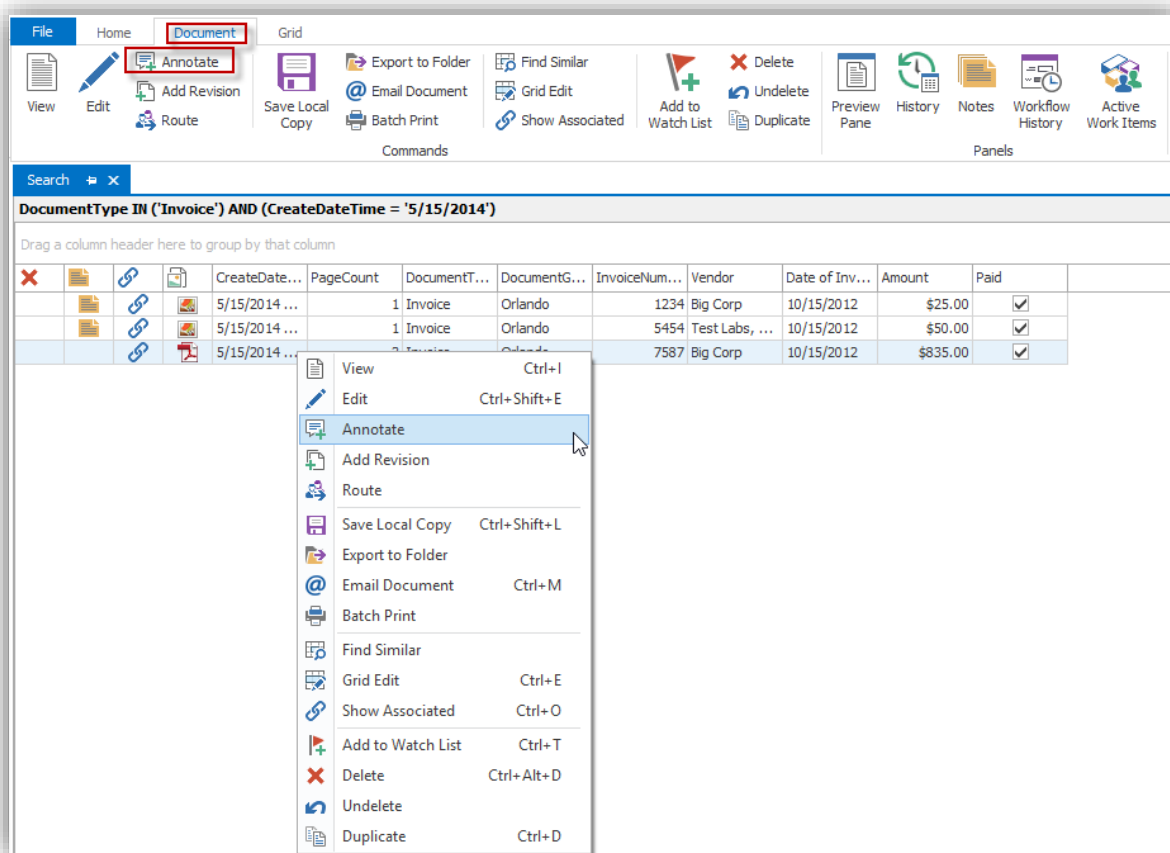 File Home Document Grid
Annotate Export to Folder Find Similar Delete
Add Revision Email Document Grid Edit Undelete
View Edit Route Save Local Copy Batch Print Show Associated Add to Watch List Duplicate Preview Pane History Notes Workflow History Active Work Items
Commands Panels
Search
DocumentType IN ('Invoice') AND (CreateDateTime = '5/15/2014')
Drag a column header here to group by that column
CreateDate... PageCount DocumentT... DocumentG... InvoiceNum... Vendor Date of Inv... Amount Paid
5/15/2014 ... 1 Invoice Orlando 1234 Big Corp 10/15/2012 $25.00
5/15/2014 ... 1 Invoice Orlando 5454 Test Labs, ... 10/15/2012 $50.00
5/15/2014 ... Invoice Orlando 7587 Big Corp 10/15/2012 $835.00
View Ctrl+I
Edit Ctrl+Shift+E
Annotate
Add Revision
Route
Save Local Copy Ctrl+Shift+L
Export to Folder
Email Document Ctrl+M
Batch Print
Find Similar
Grid Edit Ctrl+E
Show Associated Ctrl+O
Add to Watch List Ctrl+T
Delete Ctrl+Alt+D
Undelete
Duplicate Ctrl+D